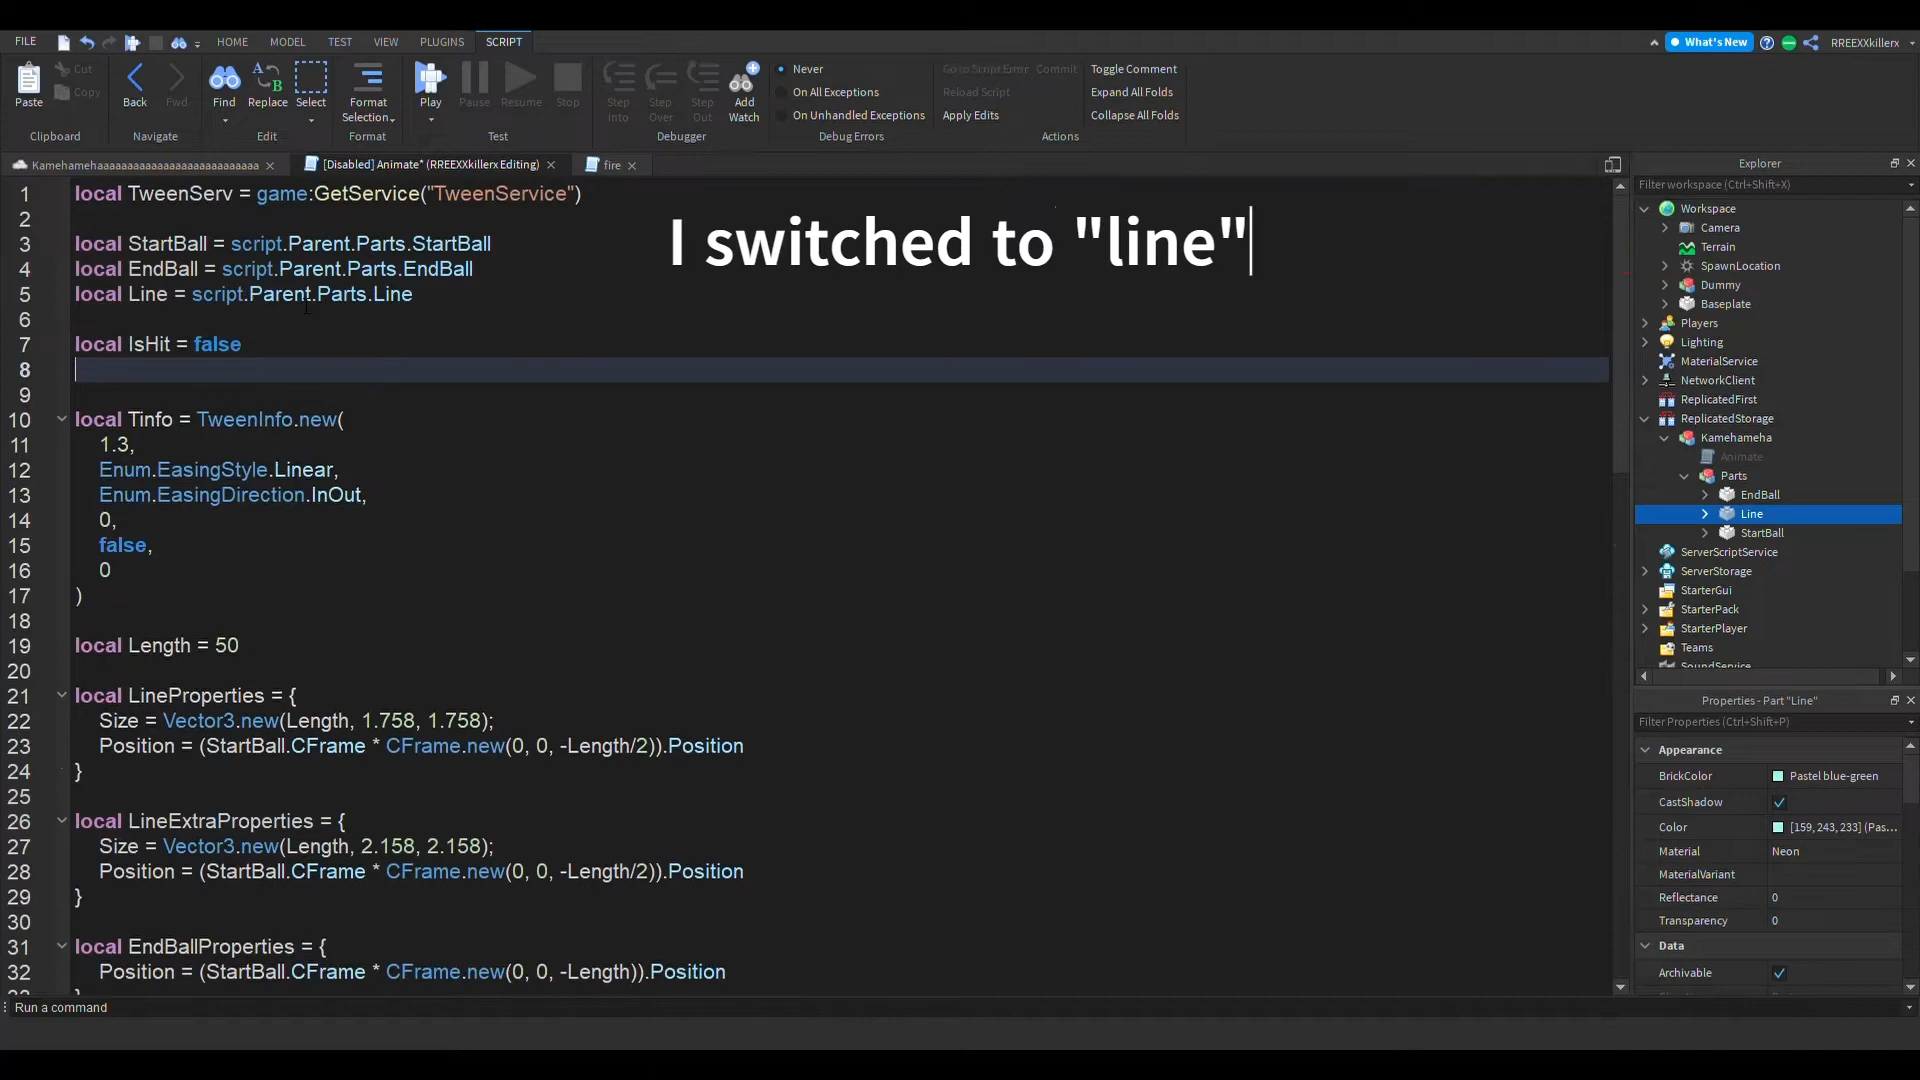 FILE
HOME
MODEL
TEST
VIEW
PLUGINS
SCRIPT
What's New
RREEXXkillerx
Paste
Cut
Copy
Clipboard
Back
Fwd
Navigate
Find
Replace
Select
Edit
Format
Selection
Format
Play
Pause
Resume
Stop
Test
Step
Into
Step
Over
Step
Out
Add
Watch
Debugger
Never
On All Exceptions
On Unhandled Exceptions
Debug Errors
Go to Script Error
Commit
Reload Script
Apply Edits
Toggle Comment
Expand All Folds
Collapse All Folds
Actions
[Disabled] Animate* (RREEXXkillerx Editing)
fire
I switched to "line"
1 local TweenServ = game:GetService("TweenService")
2
3 local StartBall = script.Parent.Parts.StartBall
4 local EndBall = script.Parent.Parts.EndBall
5 local Line = script.Parent.Parts.Line
6
7 local IsHit = false
8
9
10 local Tinfo = TweenInfo.new(
11 1.3,
12 Enum.EasingStyle.Linear,
13 Enum.EasingDirection.InOut,
14 0,
15 false,
16 0
17 )
18
19 local Length = 50
20
21 local LineProperties = {
22 Size = Vector3.new(Length, 1.758, 1.758);
23 Position = (StartBall.CFrame * CFrame.new(0, 0, -Length/2)).Position
24 }
25
26 local LineExtraProperties = {
27 Size = Vector3.new(Length, 2.158, 2.158);
28 Position = (StartBall.CFrame * CFrame.new(0, 0, -Length/2)).Position
29 }
30
31 local EndBallProperties = {
32 Position = (StartBall.CFrame * CFrame.new(0, 0, -Length)).Position
Run a command
Explorer
Filter workspace (Ctrl+Shift+X)
Workspace
Camera
Terrain
SpawnLocation
Dummy
Baseplate
Players
Lighting
MaterialService
NetworkClient
ReplicatedFirst
ReplicatedStorage
Kamehameha
Animate
Parts
EndBall
Line
StartBall
ServerScriptService
ServerStorage
StarterGui
StarterPack
StarterPlayer
Teams
SoundService
Properties - Part "Line"
Filter Properties (Ctrl+Shift+P)
Appearance
BrickColor Pastel blue-green
CastShadow
Color [159, 243, 233] (Pas...
Material Neon
MaterialVariant
Reflectance 0
Transparency 0
Data
Archivable